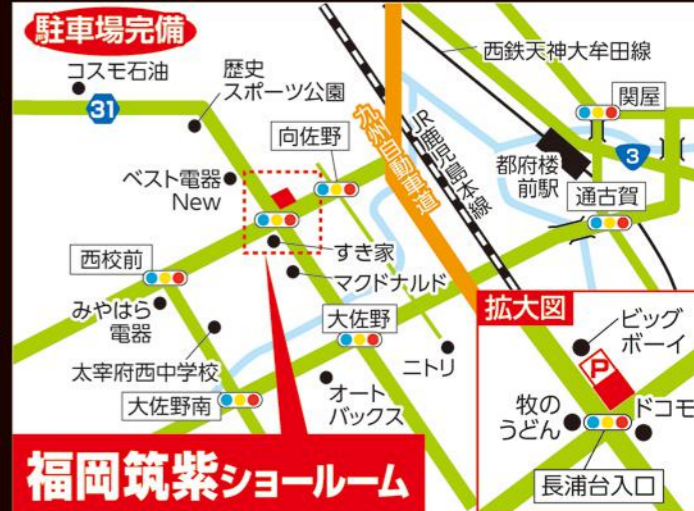 駐車場完備
コスモ石油
31
歴史
スポーツ公園
向佐野
ベスト電器
New
西校前
すき家
マクドナルド
みやはら
電器
太宰府西中学校
大佐野
大佐野南
オート
バックス
ニトリ
九州自動車道
JR鹿児島本線
西鉄天神大牟田線
関屋
3
都府楼
前駅
通古賀
福岡筑紫ショールーム
拡大図
ビッグ
ボーイ
P
牧の
うどん
ドコモ
長浦台入口